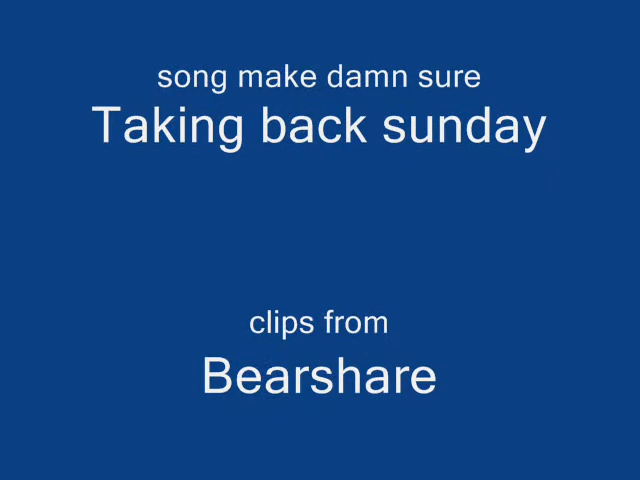 song make damn sure
Taking back sunday
clips from
Bearshare